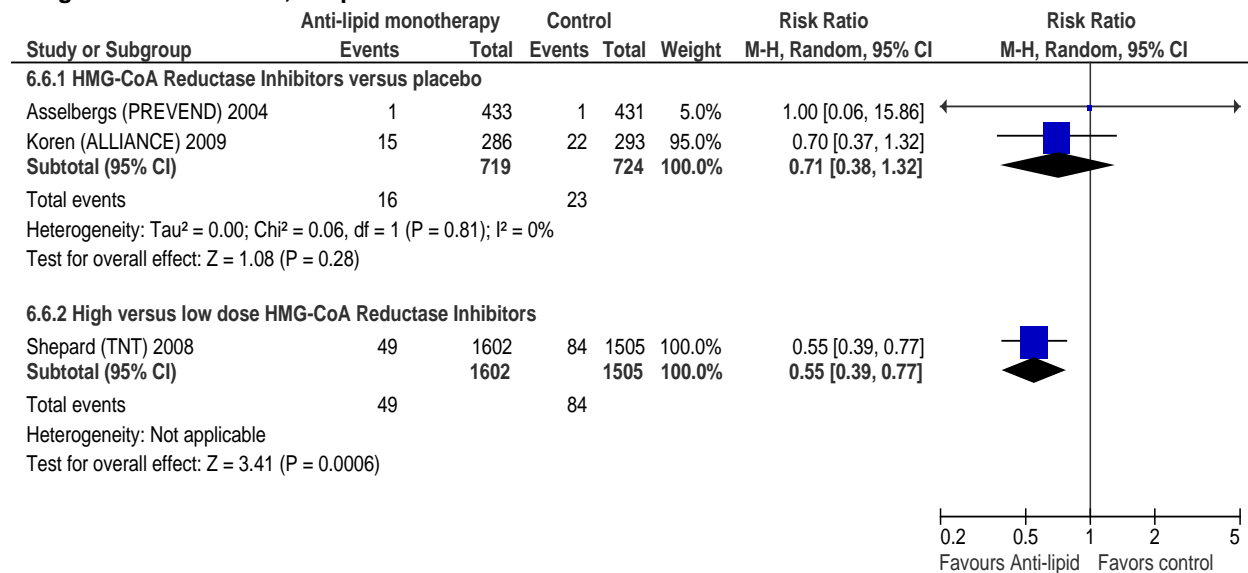 Anti-lipid monotherapy Control Risk Ratio Risk Ratio
Study or Subgroup Events Total Events Total Weight M-H, Random, 95% CI M-H, Random, 95% CI
6.6.1 HMG-CoA Reductase Inhibitors versus placebo
Asselbergs (PREVEND) 2004 1 433 1 431 5.0% 1.00 [0.06, 15.86]
Koren (ALLIANCE) 2009 15 286 22 293 95.0% 0.70 [0.37, 1.32]
Subtotal (95% CI) 719 724 100.0% 0.71 [0.38, 1.32]
Total events 16 23
Heterogeneity: Tau² = 0.00; Chi² = 0.06, df = 1 (P = 0.81); I² = 0%
Test for overall effect: Z = 1.08 (P = 0.28)
6.6.2 High versus low dose HMG-CoA Reductase Inhibitors
Shepard (TNT) 2008 49 1602 84 1505 100.0% 0.55 [0.39, 0.77]
Subtotal (95% CI) 1602 1505 100.0% 0.55 [0.39, 0.77]
Total events 49 84
Heterogeneity: Not applicable
Test for overall effect: Z = 3.41 (P = 0.0006)
0.2 0.5 1 2 5
Favours Anti-lipid Favors control